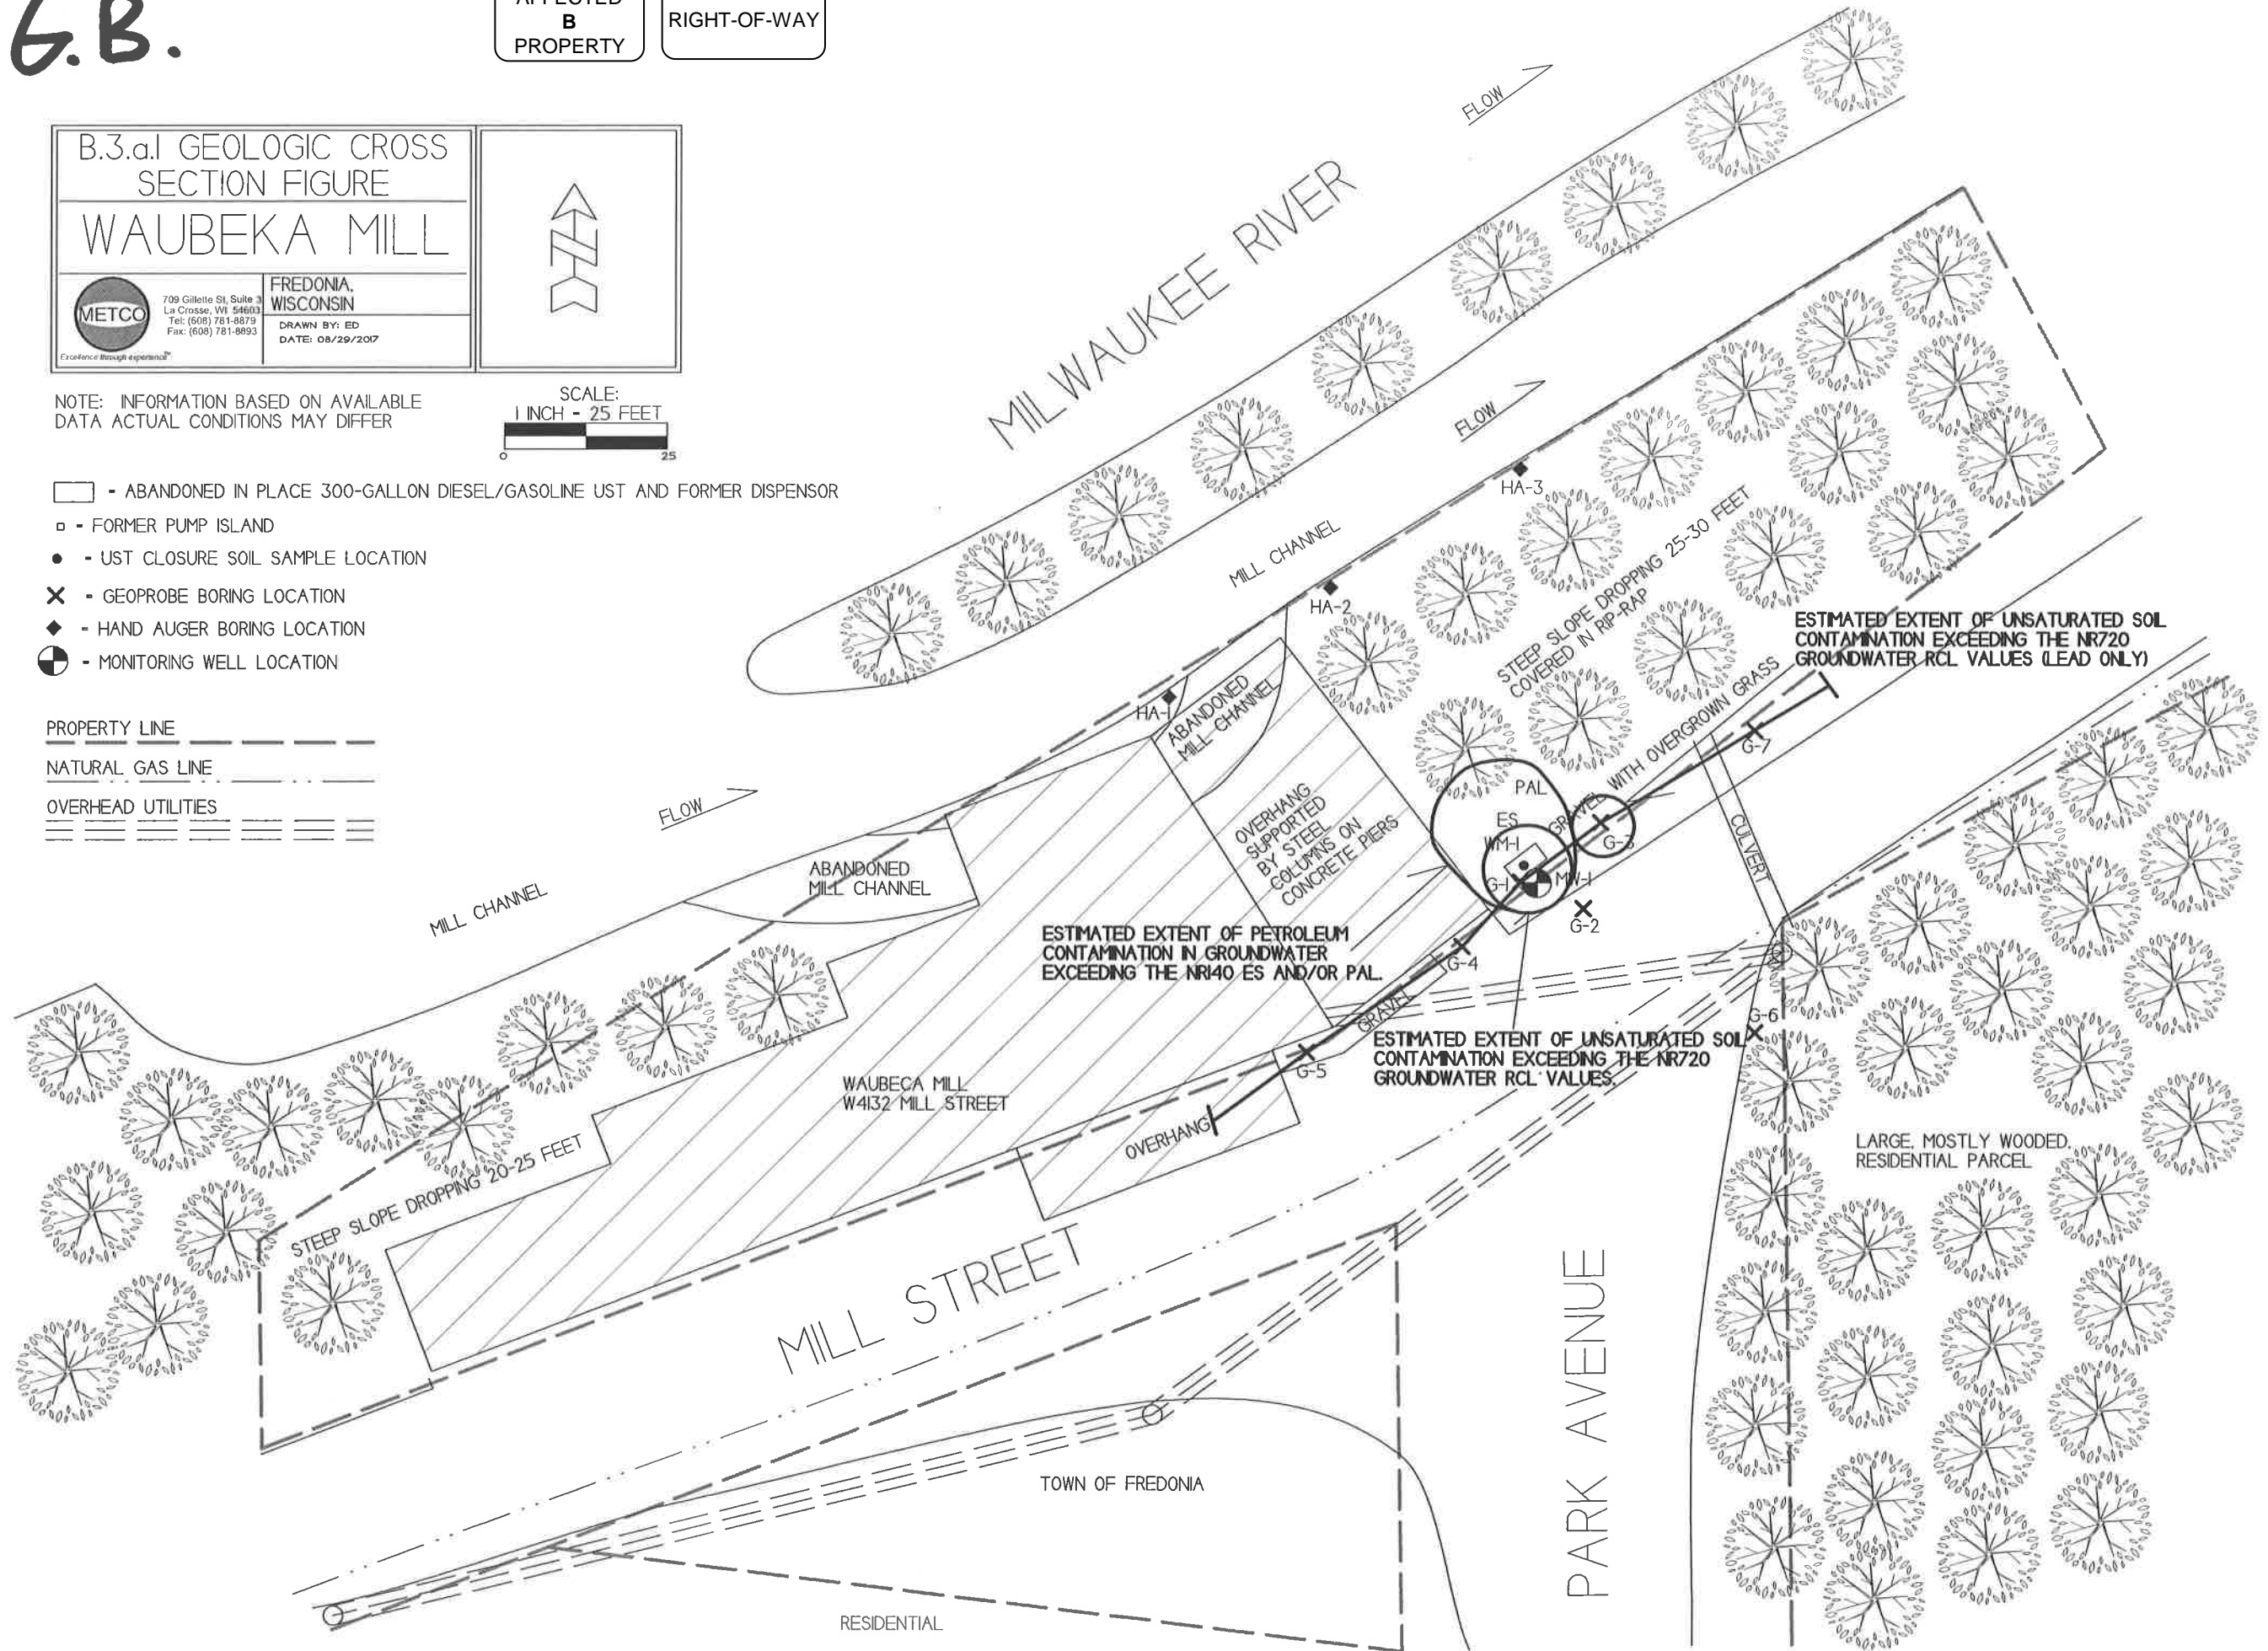 G.B.
AFFECTED
B
PROPERTY
RIGHT-OF-WAY
B.3.a.1 GEOLOGIC CROSS
SECTION FIGURE
WAUBEKA MILL
METCO
Excellence through experience™
709 Gillette St, Suite 3
La Crosse, WI 54603
Tel: (608) 781-8879
Fax: (608) 781-8893
FREDONIA,
WISCONSIN
DRAWN BY: ED
DATE: 08/29/2017
N
NOTE: INFORMATION BASED ON AVAILABLE
DATA ACTUAL CONDITIONS MAY DIFFER
SCALE:
1 INCH - 25 FEET
0 25
- ABANDONED IN PLACE 300-GALLON DIESEL/GASOLINE UST AND FORMER DISPENSOR
- FORMER PUMP ISLAND
- UST CLOSURE SOIL SAMPLE LOCATION
- GEOPROBE BORING LOCATION
- HAND AUGER BORING LOCATION
- MONITORING WELL LOCATION
PROPERTY LINE
NATURAL GAS LINE
OVERHEAD UTILITIES
FLOW
MILWAUKEE RIVER
FLOW
HA-3
MILL CHANNEL
HA-2
STEEP SLOPE DROPPING 25-30 FEET
COVERED IN RIP-RAP
ESTIMATED EXTENT OF UNSATURATED SOIL
CONTAMINATION EXCEEDING THE NR720
GROUNDWATER RCL VALUES (LEAD ONLY)
HA-1
ABANDONED
MILL CHANNEL
GRAVEL WITH OVERGROWN GRASS
G-7
FLOW
OVERHANG
SUPPORTED
BY STEEL
COLUMNS ON
CONCRETE PIERS
PAL
ES
WM-1
G-3
G-1
MW-1
G-2
CULVERT
ABANDONED
MILL CHANNEL
MILL CHANNEL
ESTIMATED EXTENT OF PETROLEUM
CONTAMINATION IN GROUNDWATER
EXCEEDING THE NR140 ES AND/OR PAL.
G-4
GRAVEL
G-6
ESTIMATED EXTENT OF UNSATURATED SOIL
CONTAMINATION EXCEEDING THE NR720
GROUNDWATER RCL VALUES.
G-5
WAUBECA MILL
W4132 MILL STREET
OVERHANG
LARGE, MOSTLY WOODED,
RESIDENTIAL PARCEL
STEEP SLOPE DROPPING 20-25 FEET
MILL STREET
PARK AVENUE
TOWN OF FREDONIA
RESIDENTIAL